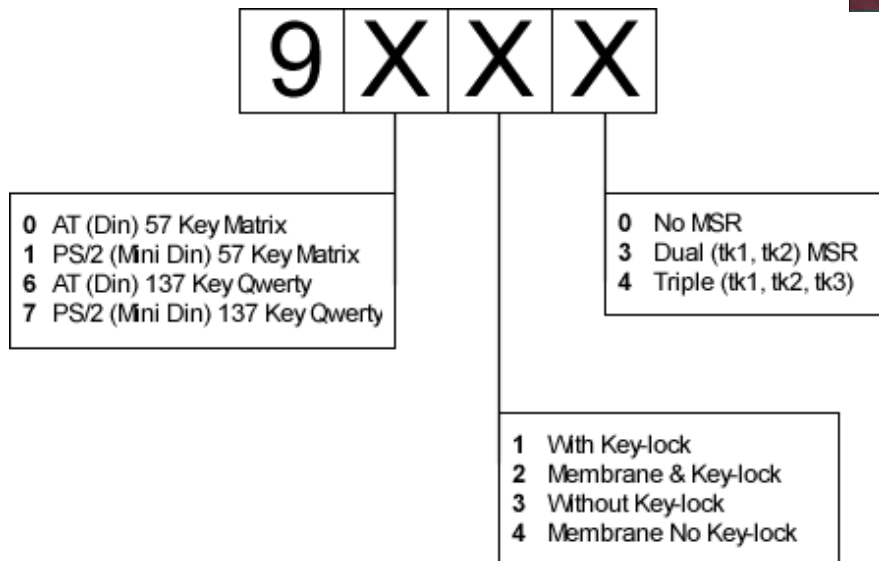 9XXX
0 AT (Din) 57 Key Matrix
1 PS/2 (Mini Din) 57 Key Matrix
6 AT (Din) 137 Key Qwerty
7 PS/2 (Mini Din) 137 Key Qwerty
0 No MSR
3 Dual (tk1, tk2) MSR
4 Triple (tk1, tk2, tk3)
1 With Key-lock
2 Membrane & Key-lock
3 Without Key-lock
4 Membrane No Key-lock